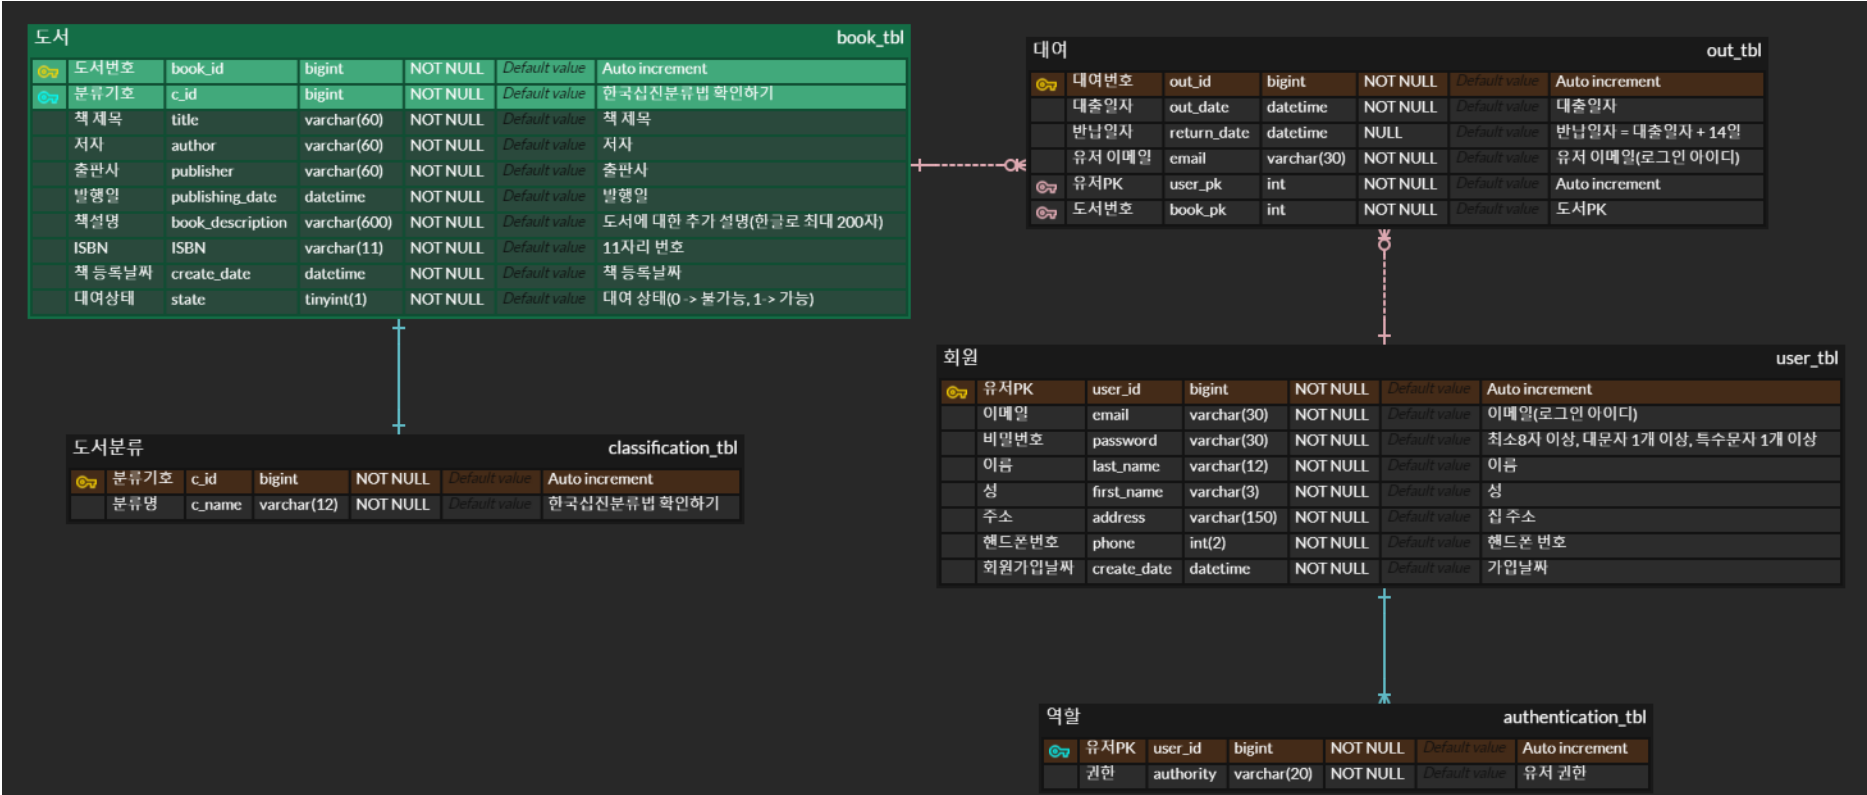 도서 book_tbl
도서번호 book_id bigint NOT NULL Default value Auto increment
분류기호 c_id bigint NOT NULL Default value 한국십진분류법 확인하기
책 제목 title varchar(60) NOT NULL Default value 책 제목
저자 author varchar(60) NOT NULL Default value 저자
출판사 publisher varchar(60) NOT NULL Default value 출판사
발행일 publishing_date datetime NOT NULL Default value 발행일
책설명 book_description varchar(600) NOT NULL Default value 도서에 대한 추가 설명(한글로 최대 200자)
ISBN ISBN varchar(11) NOT NULL Default value 11자리 번호
책 등록날짜 create_date datetime NOT NULL Default value 책 등록날짜
대여상태 state tinyint(1) NOT NULL Default value 대여 상태(0 -> 불가능, 1-> 가능)
대여 out_tbl
대여번호 out_id bigint NOT NULL Default value Auto increment
대출일자 out_date datetime NOT NULL Default value 대출일자
반납일자 return_date datetime NULL Default value 반납일자 = 대출일자 + 14일
유저 이메일 email varchar(30) NOT NULL Default value 유저 이메일(로그인 아이디)
유저PK user_pk int NOT NULL Default value Auto increment
도서번호 book_pk int NOT NULL Default value 도서PK
회원 user_tbl
유저PK user_id bigint NOT NULL Default value Auto increment
이메일 email varchar(30) NOT NULL Default value 이메일(로그인 아이디)
비밀번호 password varchar(30) NOT NULL Default value 최소8자 이상, 대문자 1개 이상, 특수문자 1개 이상
이름 last_name varchar(12) NOT NULL Default value 이름
성 first_name varchar(3) NOT NULL Default value 성
주소 address varchar(150) NOT NULL Default value 집 주소
핸드폰번호 phone int(2) NOT NULL Default value 핸드폰 번호
회원가입날짜 create_date datetime NOT NULL Default value 가입날짜
도서분류 classification_tbl
분류기호 c_id bigint NOT NULL Default value Auto increment
분류명 c_name varchar(12) NOT NULL Default value 한국십진분류법 확인하기
역할 authentication_tbl
유저PK user_id bigint NOT NULL Default value Auto increment
권한 authority varchar(20) NOT NULL Default value 유저 권한